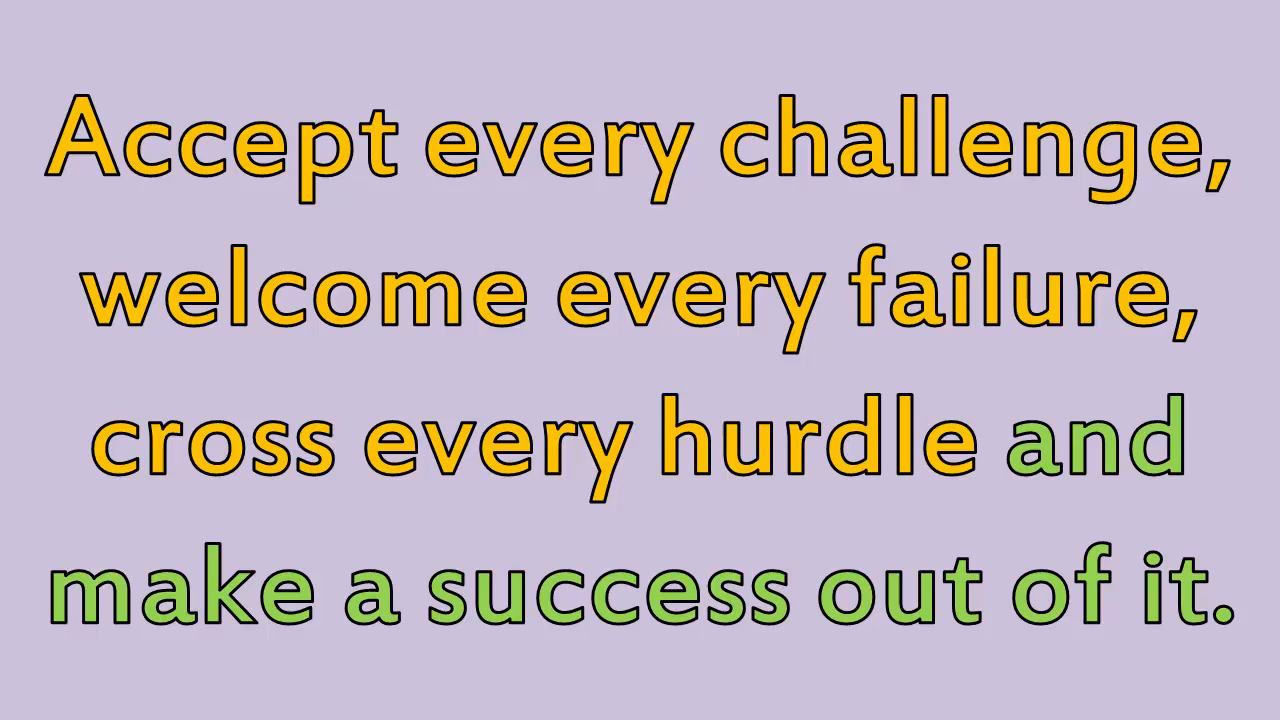 Accept every challenge,
welcome every failure,
cross every hurdle and
make a success out of it.